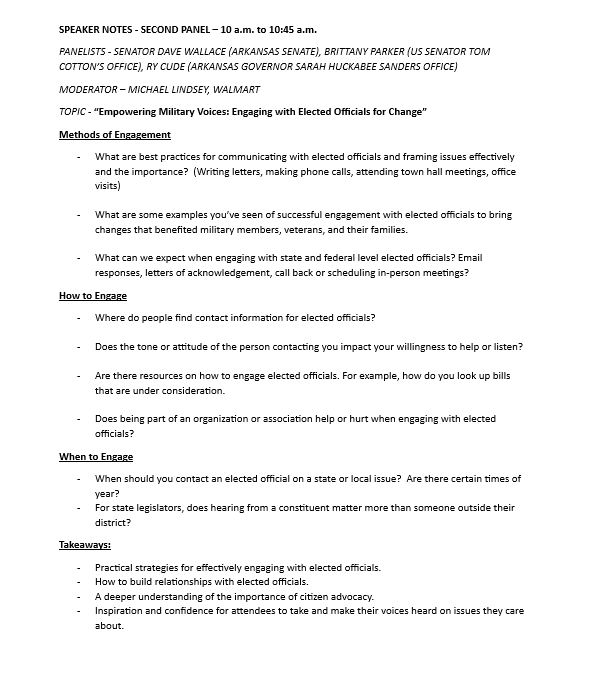 SPEAKER NOTES - SECOND PANEL – 10 a.m. to 10:45 a.m.
PANELISTS - SENATOR DAVE WALLACE (ARKANSAS SENATE), BRITTANY PARKER (US SENATOR TOM
COTTON'S OFFICE), RY CUDE (ARKANSAS GOVERNOR SARAH HUCKABEE SANDERS OFFICE)
MODERATOR – MICHAEL LINDSEY, WALMART
TOPIC - “Empowering Military Voices: Engaging with Elected Officials for Change”
Methods of Engagement
- What are best practices for communicating with elected officials and framing issues effectively
and the importance?  (Writing letters, making phone calls, attending town hall meetings, office
visits)
- What are some examples you've seen of successful engagement with elected officials to bring
changes that benefited military members, veterans, and their families.
- What can we expect when engaging with state and federal level elected officials? Email
responses, letters of acknowledgement, call back or scheduling in-person meetings?
How to Engage
- Where do people find contact information for elected officials?
- Does the tone or attitude of the person contacting you impact your willingness to help or listen?
- Are there resources on how to engage elected officials. For example, how do you look up bills
that are under consideration.
- Does being part of an organization or association help or hurt when engaging with elected
officials?
When to Engage
- When should you contact an elected official on a state or local issue?  Are there certain times of
year?
- For state legislators, does hearing from a constituent matter more than someone outside their
district?
Takeaways:
- Practical strategies for effectively engaging with elected officials.
- How to build relationships with elected officials.
- A deeper understanding of the importance of citizen advocacy.
- Inspiration and confidence for attendees to take and make their voices heard on issues they care
about.